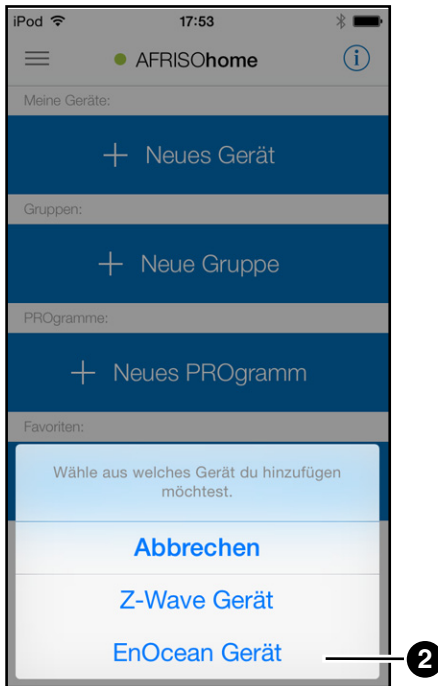 iPod 17:53
AFRISOhome
i
Meine Geräte:
+ Neues Gerät
Gruppen:
+ Neue Gruppe
PROgramme:
+ Neues PROgramm
Favoriten:
Wähle aus welches Gerät du hinzufügen
möchtest.
Abbrechen
Z-Wave Gerät
EnOcean Gerät
2